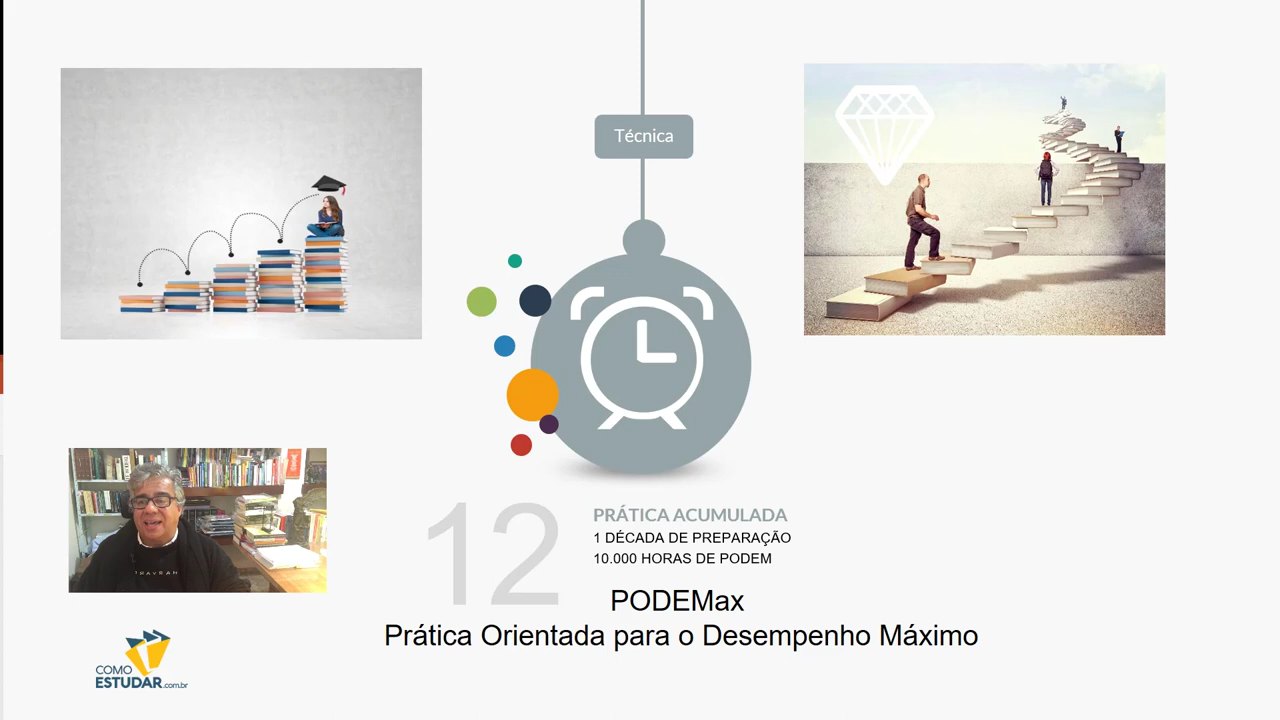 Técnica
12
PRÁTICA ACUMULADA
1 DÉCADA DE PREPARAÇÃO
10.000 HORAS DE PODEM
PODEMax
Prática Orientada para o Desempenho Máximo
COMO
ESTUDAR.com.br